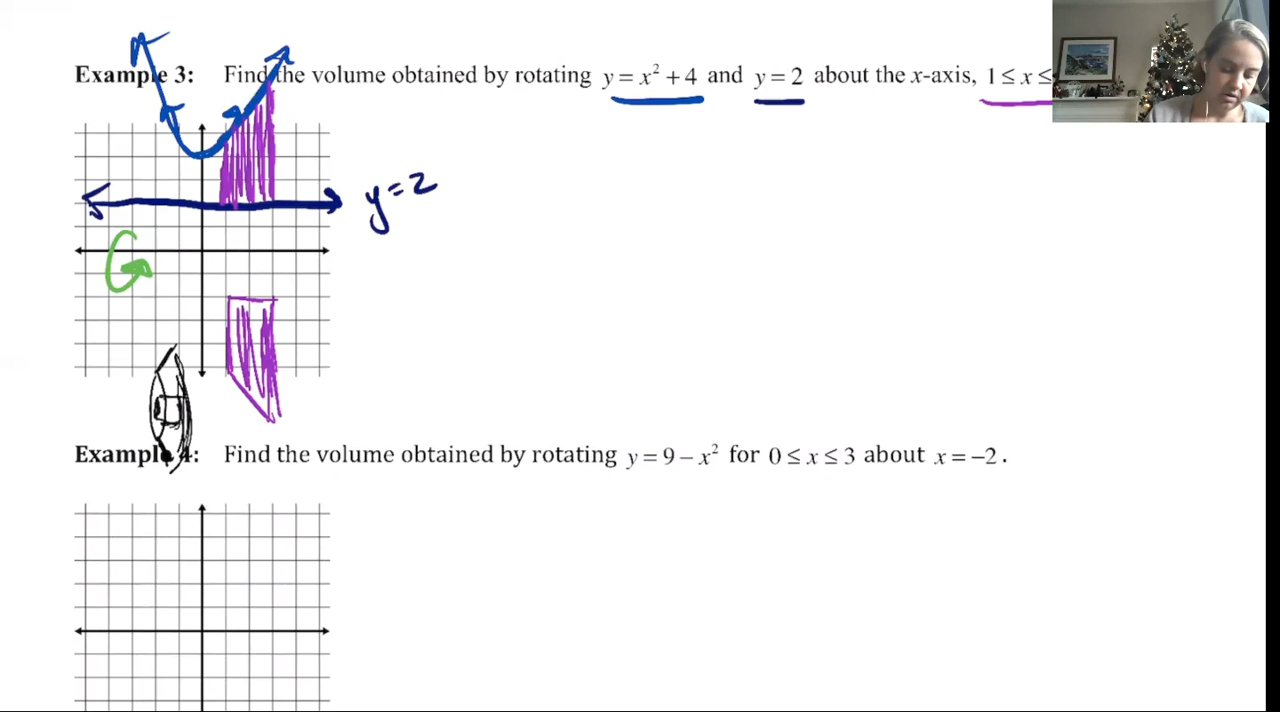 Example 3: Find the volume obtained by rotating y = x² + 4 and y = 2 about the x-axis, 1 ≤ x ≤
y=2
Example 4: Find the volume obtained by rotating y = 9 – x² for 0 ≤ x ≤ 3 about x = –2.